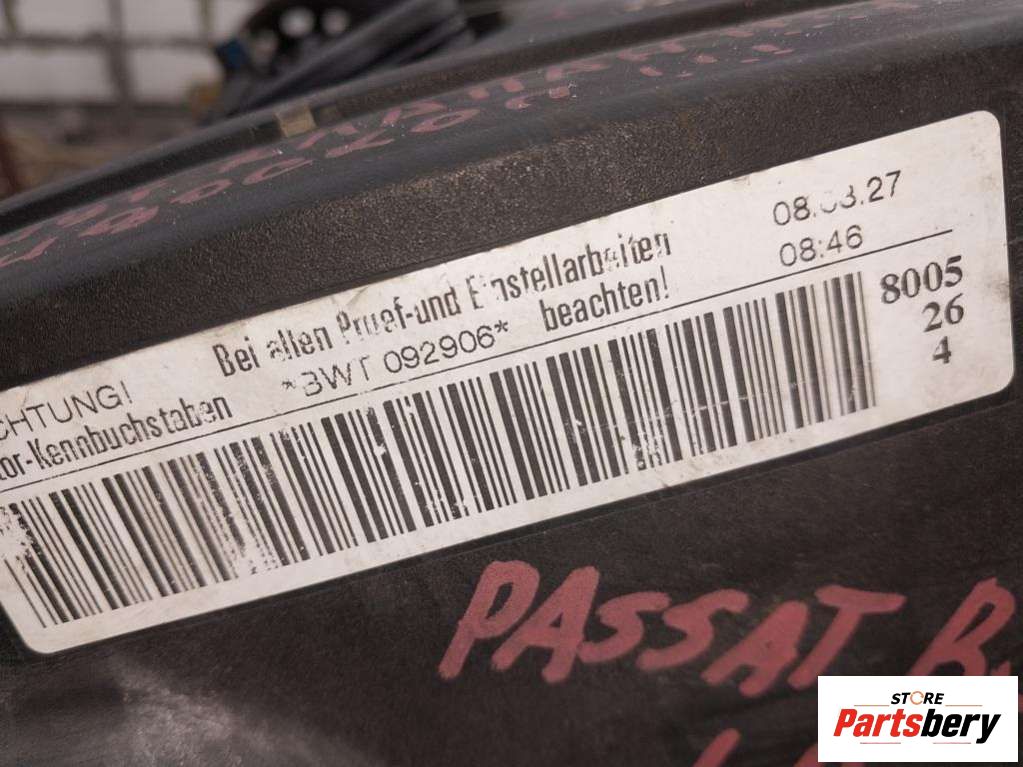 CHTUNG!
tor-Kennbuchstaben
Bei allen Pruef-und Einstellarbeiten
*BWT 092906*
beachten!
08.08.27
08:46
8005
26
4
PASSAT B
STORE
Partsbery